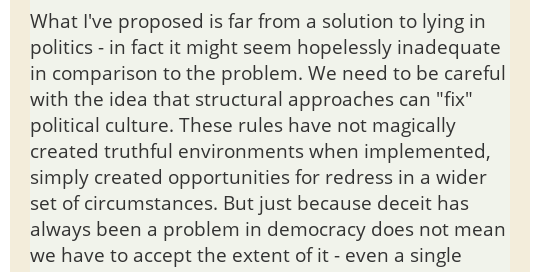 What I've proposed is far from a solution to lying in
politics - in fact it might seem hopelessly inadequate
in comparison to the problem. We need to be careful
with the idea that structural approaches can "fix"
political culture. These rules have not magically
created truthful environments when implemented,
simply created opportunities for redress in a wider
set of circumstances. But just because deceit has
always been a problem in democracy does not mean
we have to accept the extent of it - even a single